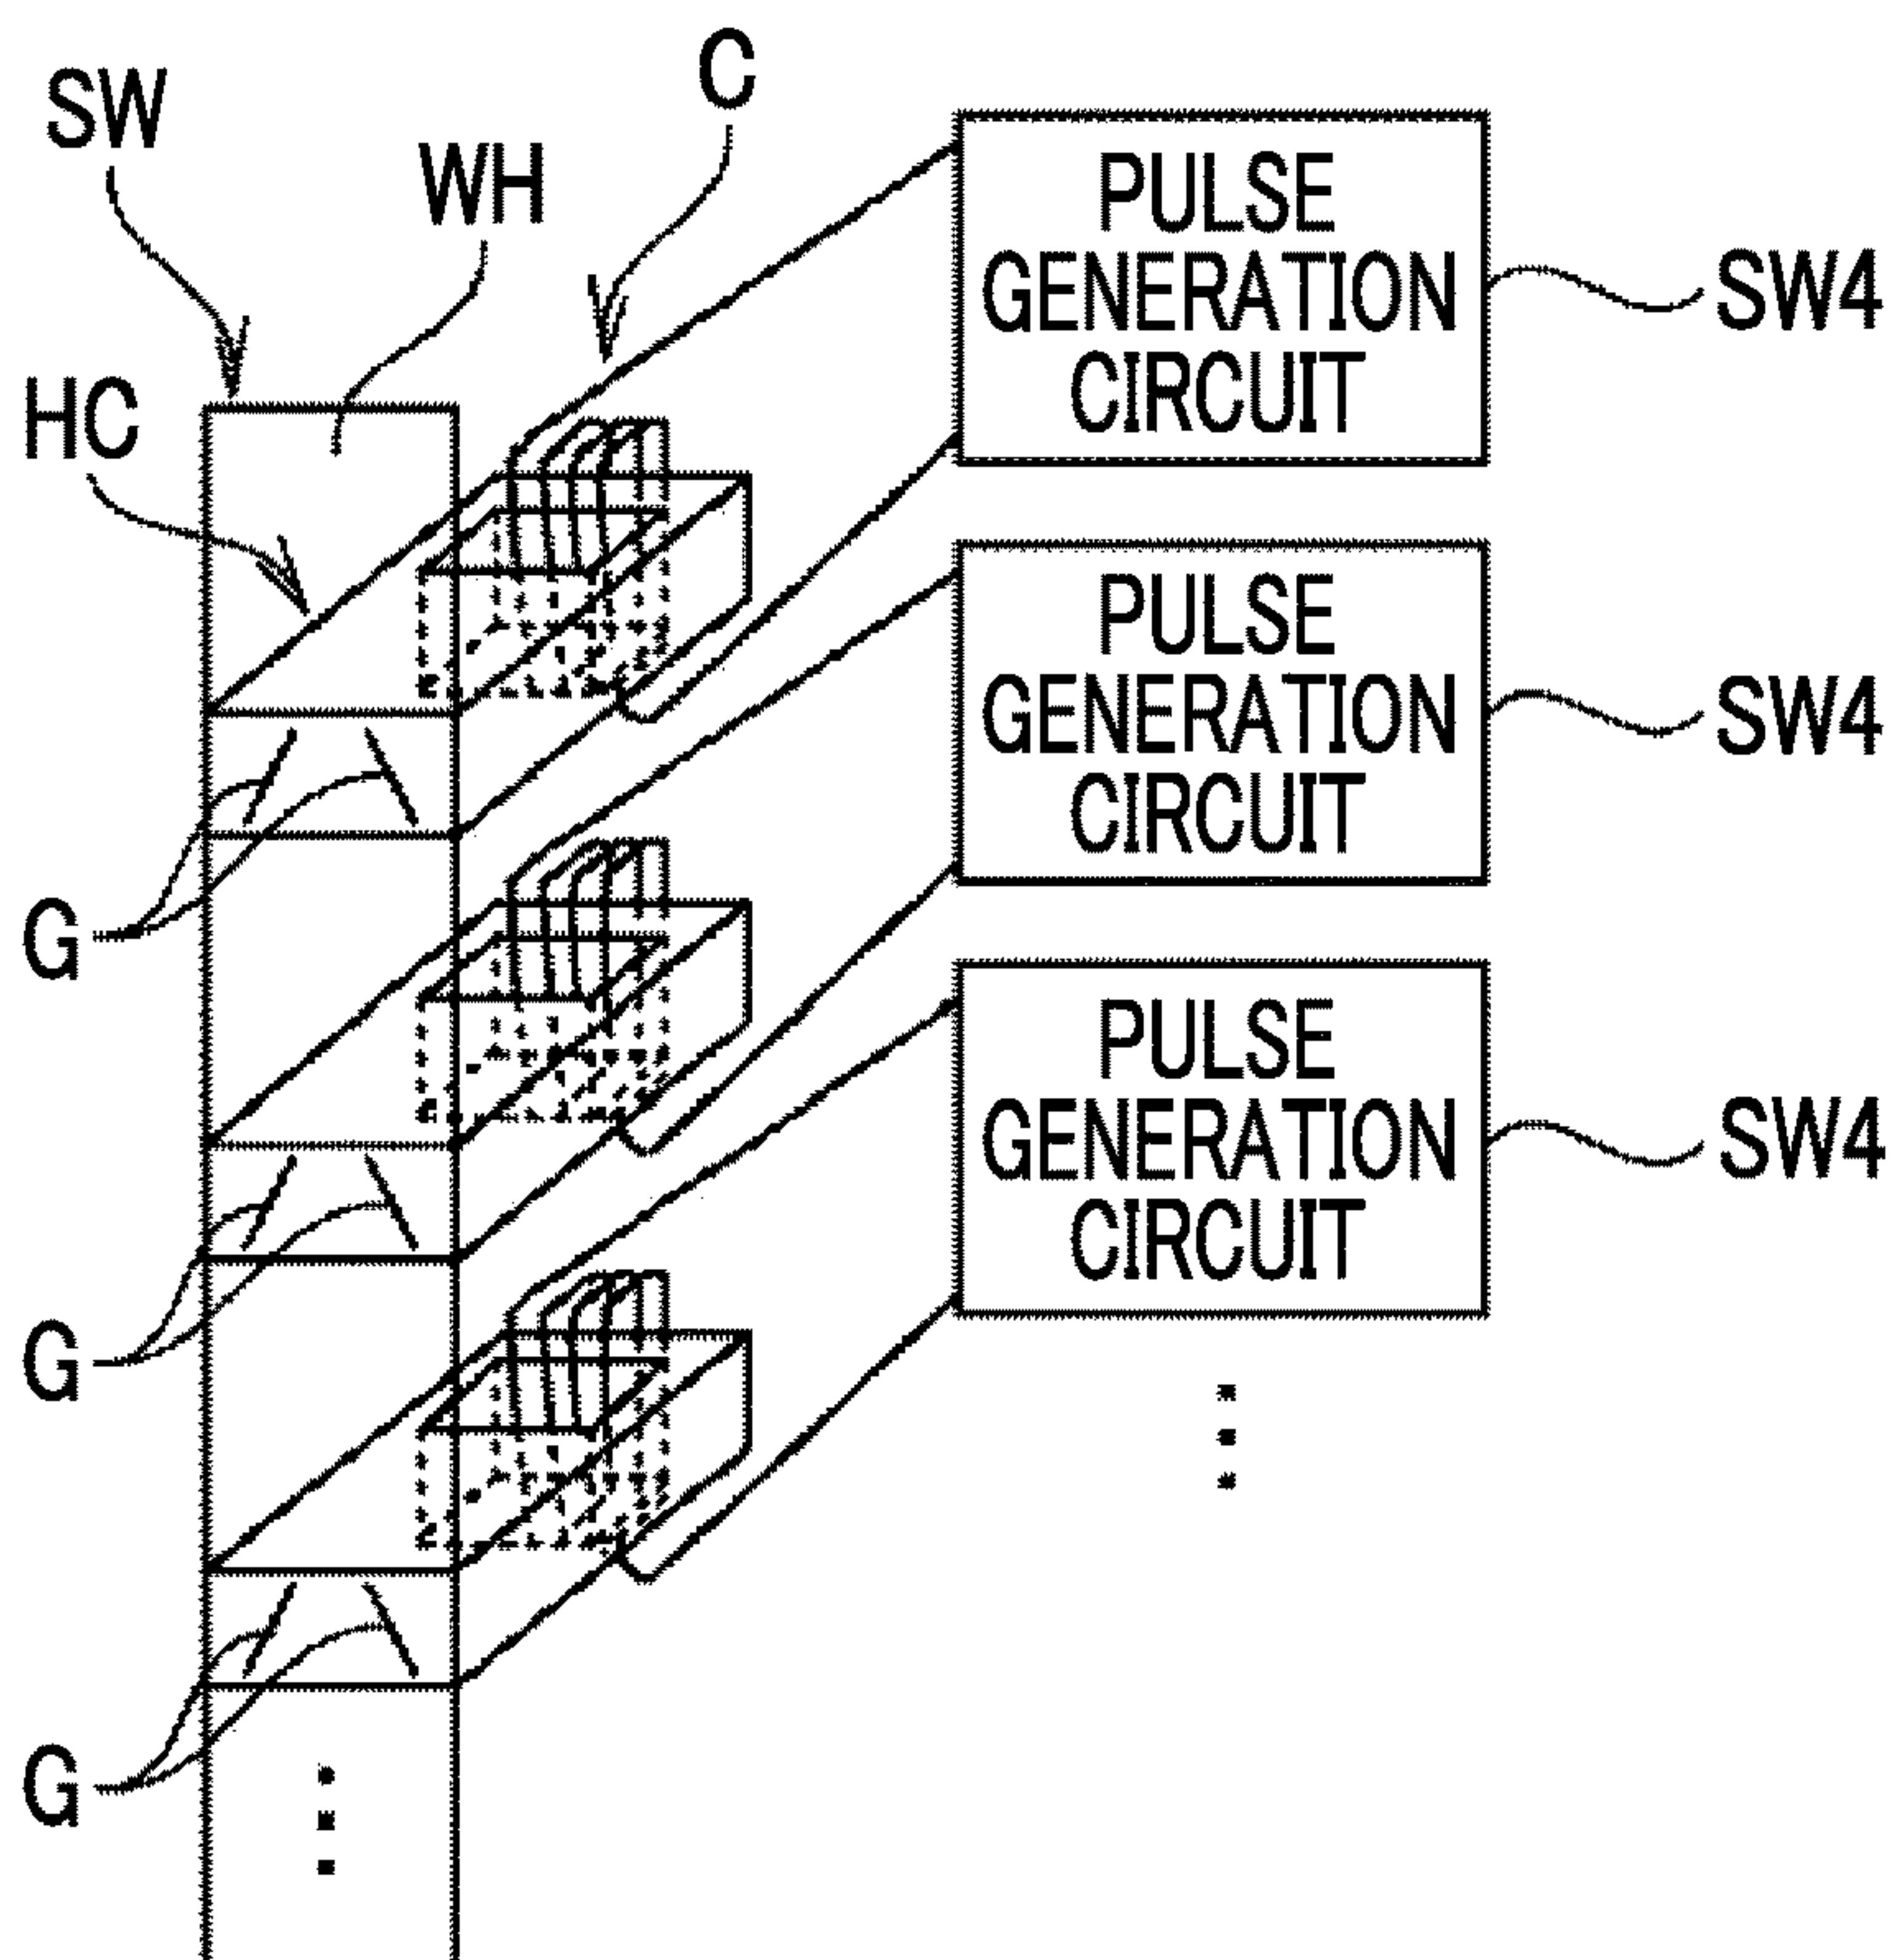 SW
WH
C
HC
PULSE
GENERATION
CIRCUIT
SW4
G
PULSE
GENERATION
CIRCUIT
SW4
G
PULSE
GENERATION
CIRCUIT
SW4
G